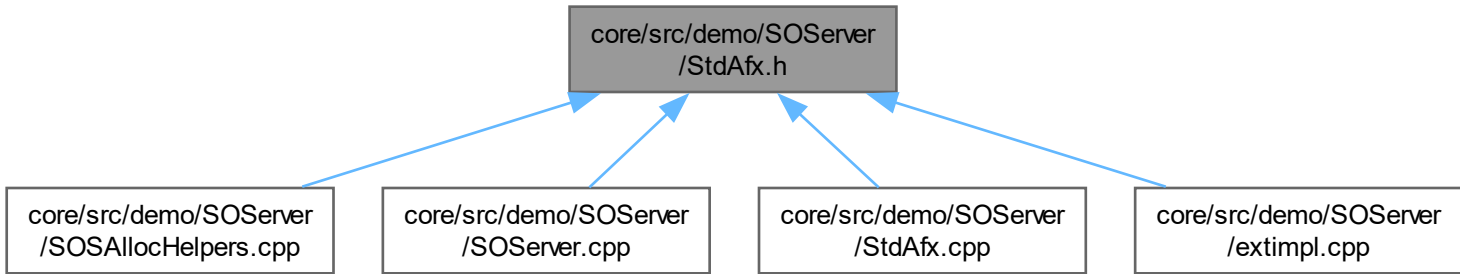 core/src/demo/SOServer
/StdAfx.h
core/src/demo/SOServer
/SOSAllocHelpers.cpp
core/src/demo/SOServer
/SOServer.cpp
core/src/demo/SOServer
/StdAfx.cpp
core/src/demo/SOServer
/extimpl.cpp